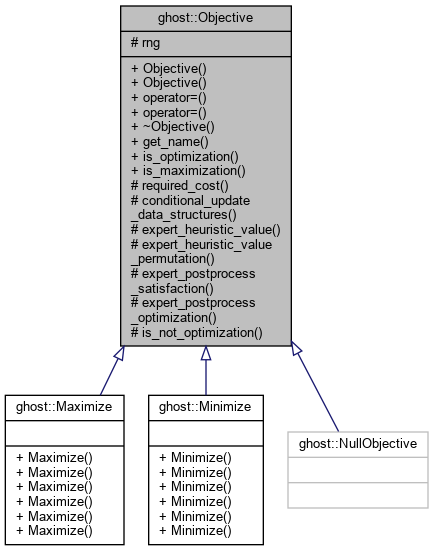 ghost::Objective
# rng
+ Objective()
+ Objective()
+ operator=()
+ operator=()
+ ~Objective()
+ get_name()
+ is_optimization()
+ is_maximization()
# required_cost()
# conditional_update
_data_structures()
# expert_heuristic_value()
# expert_heuristic_value
_permutation()
# expert_postprocess
_satisfaction()
# expert_postprocess
_optimization()
# is_not_optimization()
ghost::Maximize
+ Maximize()
+ Maximize()
+ Maximize()
+ Maximize()
+ Maximize()
+ Maximize()
ghost::Minimize
+ Minimize()
+ Minimize()
+ Minimize()
+ Minimize()
+ Minimize()
+ Minimize()
ghost::NullObjective